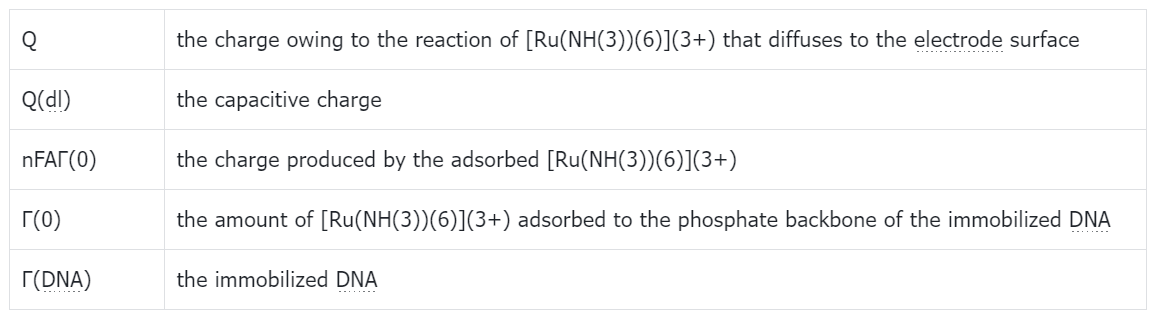 Q the charge owing to the reaction of [Ru(NH(3))(6)](3+) that diffuses to the electrode surface
Q(dl) the capacitive charge
nFAΓ(0) the charge produced by the adsorbed [Ru(NH(3))(6)](3+)
Γ(0) the amount of [Ru(NH(3))(6)](3+) adsorbed to the phosphate backbone of the immobilized DNA
Γ(DNA) the immobilized DNA